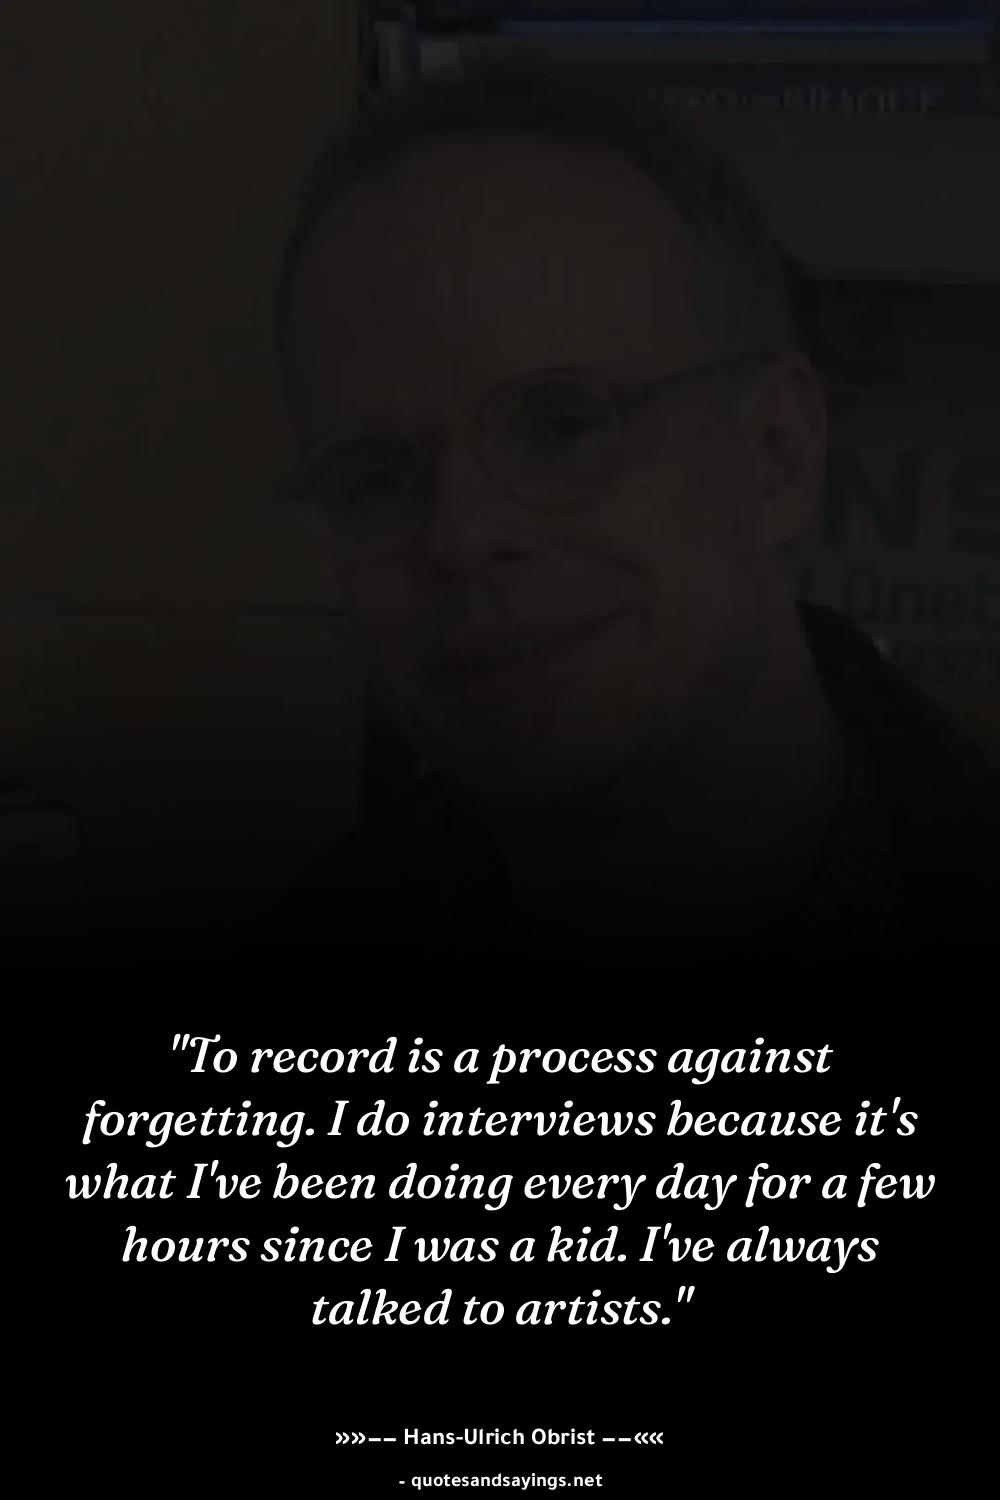 "To record is a process against
forgetting. I do interviews because it's
what I've been doing every day for a few
hours since I was a kid. I've always
talked to artists."
»»–– Hans-Ulrich Obrist ––««
- quotesandsayings.net